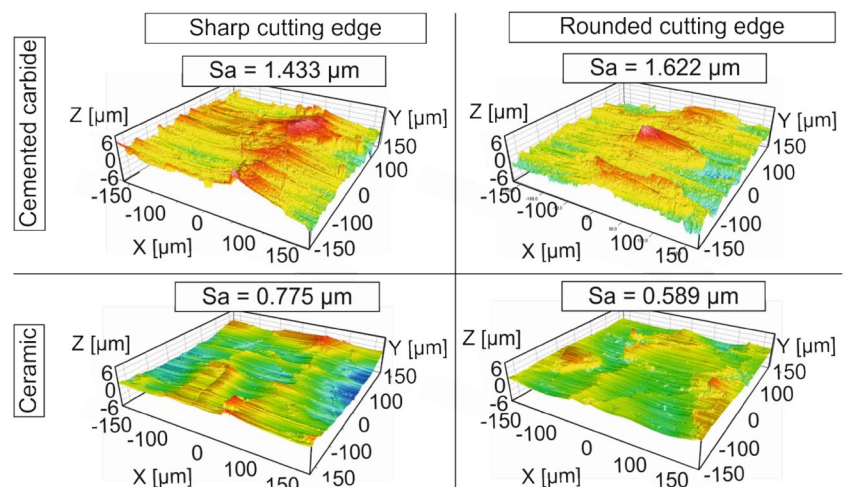 Sharp cutting edge
Rounded cutting edge
Cemented carbide
Sa = 1.433 µm
Z [µm]
6
0
-6
-150
-100
0
100
150
X [µm]
Y [µm]
150
100
0
-100
-150
Sa = 1.622 µm
Z [µm]
6
0
-6
-150
-100
0
100
150
X [µm]
Y [µm]
150
100
0
-100
-150
Ceramic
Sa = 0.775 µm
Z [µm]
6
0
-6
-150
-100
0
100
150
X [µm]
Y [µm]
150
100
0
-100
-150
Sa = 0.589 µm
Z [µm]
6
0
-6
-150
-100
0
100
150
X [µm]
Y [µm]
150
100
0
-100
-150